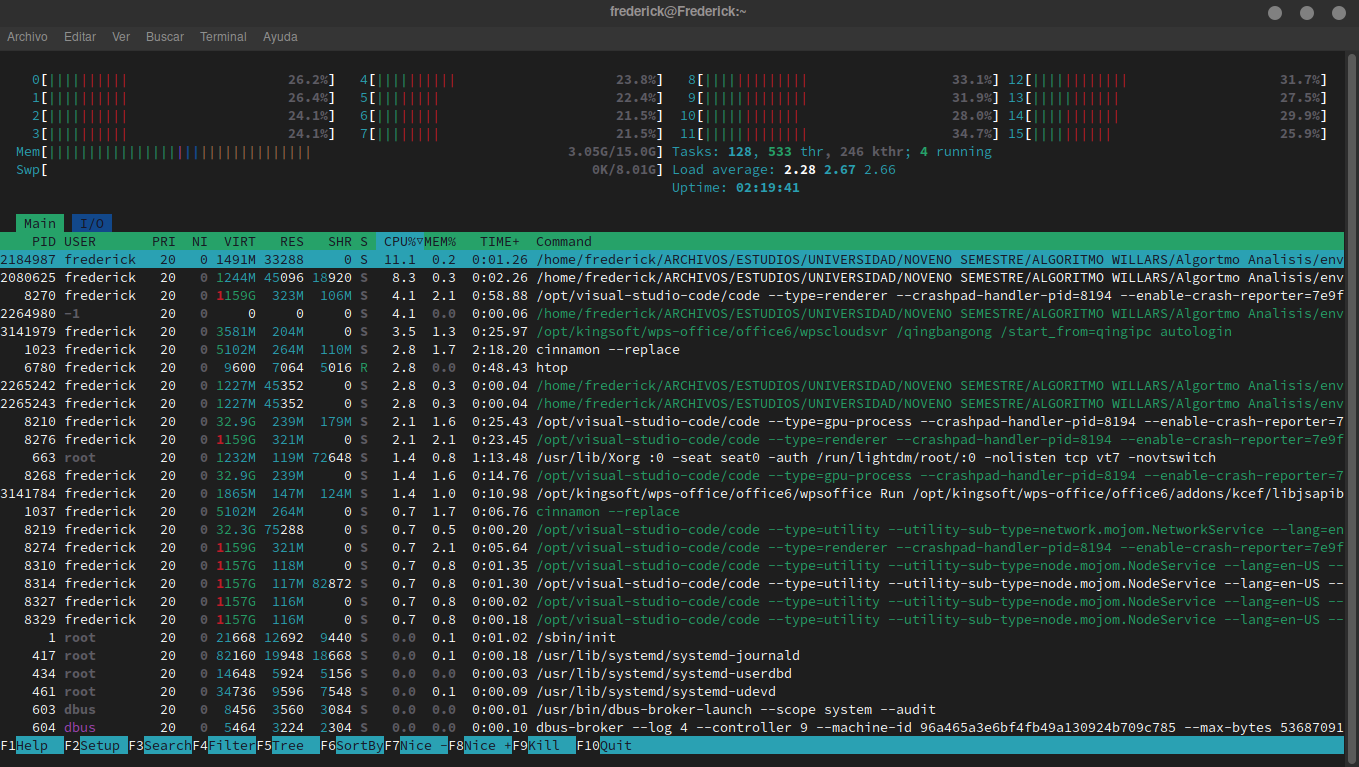 frederick@Frederick:~
Archivo Editar Ver Buscar Terminal Ayuda
0[|||||||||| 26.2%] 4[|||||||||| 23.8%] 8[||||||||||||| 33.1%] 12[|||||||||||| 31.7%]
1[|||||||||| 26.4%] 5[|||||||| 22.4%] 9[||||||||||||| 31.9%] 13[||||||||||| 27.5%]
2[|||||||||| 24.1%] 6[|||||||| 21.5%] 10[|||||||||||| 28.0%] 14[||||||||||| 29.9%]
3[|||||||||| 24.1%] 7[|||||||| 21.5%] 11[||||||||||||| 34.7%] 15[|||||||||| 25.9%]
Mem[||||||||||||||||||||||||||||||||| 3.05G/15.0G] Tasks: 128, 533 thr, 246 kthr; 4 running
Swp[ 0K/8.01G] Load average: 2.28 2.67 2.66
Uptime: 02:19:41
Main I/O
PID USER PRI NI VIRT RES SHR S CPU%▽MEM% TIME+ Command
2184987 frederick 20 0 1491M 33288 0 S 11.1 0.2 0:01.26 /home/frederick/ARCHIVOS/ESTUDIOS/UNIVERSIDAD/NOVENO SEMESTRE/ALGORITMO WILLARS/Algortmo Analisis/env
2080625 frederick 20 0 1244M 45096 18920 S 8.3 0.3 0:02.26 /home/frederick/ARCHIVOS/ESTUDIOS/UNIVERSIDAD/NOVENO SEMESTRE/ALGORITMO WILLARS/Algortmo Analisis/env
8270 frederick 20 0 1159G 323M 106M S 4.1 2.1 0:58.88 /opt/visual-studio-code/code --type=renderer --crashpad-handler-pid=8194 --enable-crash-reporter=7e9f
2264980 -1 20 0 0 0 0 S 4.1 0.0 0:00.06 /home/frederick/ARCHIVOS/ESTUDIOS/UNIVERSIDAD/NOVENO SEMESTRE/ALGORITMO WILLARS/Algortmo Analisis/env
3141979 frederick 20 0 3581M 204M 0 S 3.5 1.3 0:25.97 /opt/kingsoft/wps-office/office6/wpscloudsvr /qingbangong /start_from=qingipc autologin
1023 frederick 20 0 5102M 264M 110M S 2.8 1.7 2:18.20 cinnamon --replace
6780 frederick 20 0 9600 7064 5016 R 2.8 0.0 0:48.43 htop
2265242 frederick 20 0 1227M 45352 0 S 2.8 0.3 0:00.04 /home/frederick/ARCHIVOS/ESTUDIOS/UNIVERSIDAD/NOVENO SEMESTRE/ALGORITMO WILLARS/Algortmo Analisis/env
2265243 frederick 20 0 1227M 45352 0 S 2.8 0.3 0:00.04 /home/frederick/ARCHIVOS/ESTUDIOS/UNIVERSIDAD/NOVENO SEMESTRE/ALGORITMO WILLARS/Algortmo Analisis/env
8210 frederick 20 0 32.9G 239M 179M S 2.1 1.6 0:25.43 /opt/visual-studio-code/code --type=gpu-process --crashpad-handler-pid=8194 --enable-crash-reporter=7
8276 frederick 20 0 1159G 321M 0 S 2.1 2.1 0:23.45 /opt/visual-studio-code/code --type=renderer --crashpad-handler-pid=8194 --enable-crash-reporter=7e9f
663 root 20 0 1232M 119M 72648 S 1.4 0.8 1:13.48 /usr/lib/Xorg :0 -seat seat0 -auth /run/lightdm/root/:0 -nolisten tcp vt7 -novtswitch
8268 frederick 20 0 32.9G 239M 0 S 1.4 1.6 0:14.76 /opt/visual-studio-code/code --type=gpu-process --crashpad-handler-pid=8194 --enable-crash-reporter=7
3141784 frederick 20 0 1865M 147M 124M S 1.4 1.0 0:10.98 /opt/kingsoft/wps-office/office6/wpsoffice Run /opt/kingsoft/wps-office/office6/addons/kcef/libjsapib
1037 frederick 20 0 5102M 264M 0 S 0.7 1.7 0:06.76 cinnamon --replace
8219 frederick 20 0 32.3G 75288 0 S 0.7 0.5 0:00.20 /opt/visual-studio-code/code --type=utility --utility-sub-type=network.mojom.NetworkService --lang=en
8274 frederick 20 0 1159G 321M 0 S 0.7 2.1 0:05.64 /opt/visual-studio-code/code --type=renderer --crashpad-handler-pid=8194 --enable-crash-reporter=7e9f
8310 frederick 20 0 1157G 118M 0 S 0.7 0.8 0:01.35 /opt/visual-studio-code/code --type=utility --utility-sub-type=node.mojom.NodeService --lang=en-US --
8314 frederick 20 0 1157G 117M 82872 S 0.7 0.8 0:01.30 /opt/visual-studio-code/code --type=utility --utility-sub-type=node.mojom.NodeService --lang=en-US --
8327 frederick 20 0 1157G 116M 0 S 0.7 0.8 0:00.02 /opt/visual-studio-code/code --type=utility --utility-sub-type=node.mojom.NodeService --lang=en-US --
8329 frederick 20 0 1157G 116M 0 S 0.7 0.8 0:00.18 /opt/visual-studio-code/code --type=utility --utility-sub-type=node.mojom.NodeService --lang=en-US --
1 root 20 0 21668 12692 9440 S 0.0 0.1 0:01.02 /sbin/init
417 root 20 0 82160 19948 18668 S 0.0 0.1 0:00.18 /usr/lib/systemd/systemd-journald
434 root 20 0 14648 5924 5156 S 0.0 0.0 0:00.03 /usr/lib/systemd/systemd-userdbd
461 root 20 0 34736 9596 7548 S 0.0 0.1 0:00.09 /usr/lib/systemd/systemd-udevd
603 dbus 20 0 8456 3560 3084 S 0.0 0.0 0:00.01 /usr/bin/dbus-broker-launch --scope system --audit
604 dbus 20 0 5464 3224 2304 S 0.0 0.0 0:00.10 dbus-broker --log 4 --controller 9 --machine-id 96a465a3e6bf4fb49a130924b709c785 --max-bytes 53687091
F1Help F2Setup F3SearchF4FilterF5Tree F6SortByF7Nice -F8Nice +F9Kill F10Quit